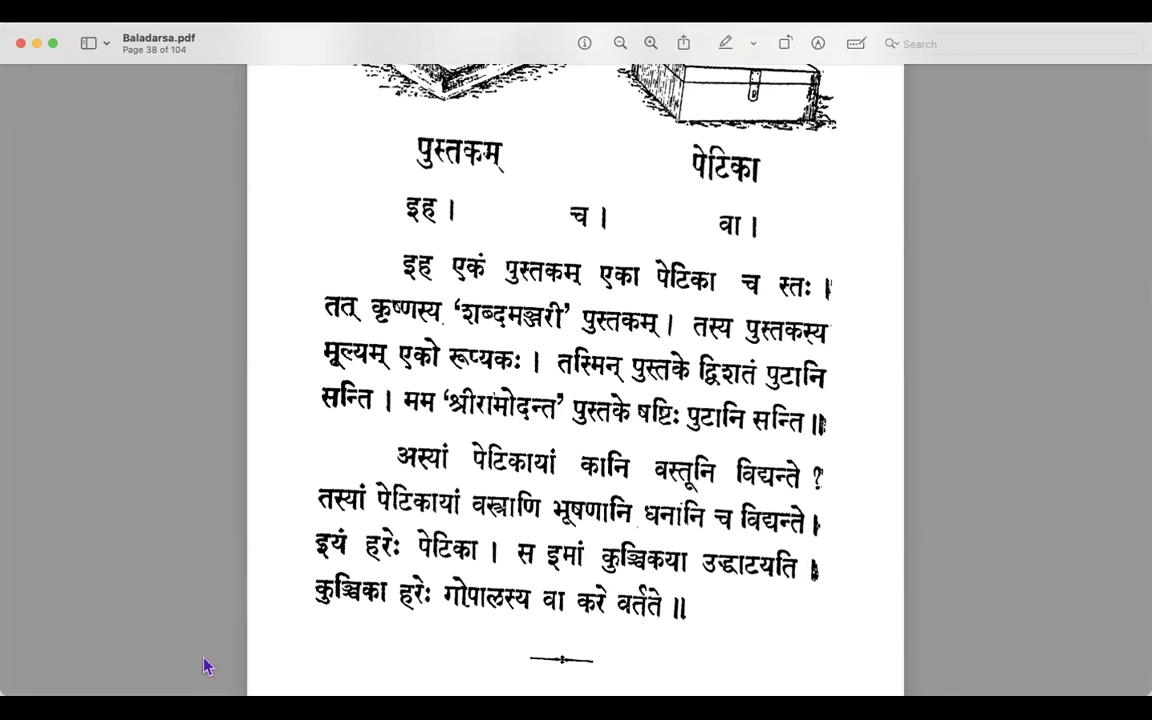 Baladarsa.pdf
Page 38 of 104
Search
पुस्तकम् पेटिका
इह । च । वा ।
इह एकं पुस्तकम् एका पेटिका च स्तः ।
तत् कृष्णस्य ‘शब्दमञ्जरी’ पुस्तकम् । तस्य पुस्तकस्य
मूल्यम् एको रूप्यकः । तस्मिन् पुस्तके द्विशतं पुटानि
सन्ति । मम ‘श्रीरामोदन्त’ पुस्तके षष्टिः पुटानि सन्ति ॥
अस्यां पेटिकायां कानि वस्तूनि विद्यन्ते ?
तस्यां पेटिकायां वस्त्राणि भूषणानि धनानि च विद्यन्ते ।
इयं हरेः पेटिका । स इमां कुञ्चिकया उद्घाटयति ।
कुञ्चिका हरेः गोपालस्य वा करे वर्तते ॥